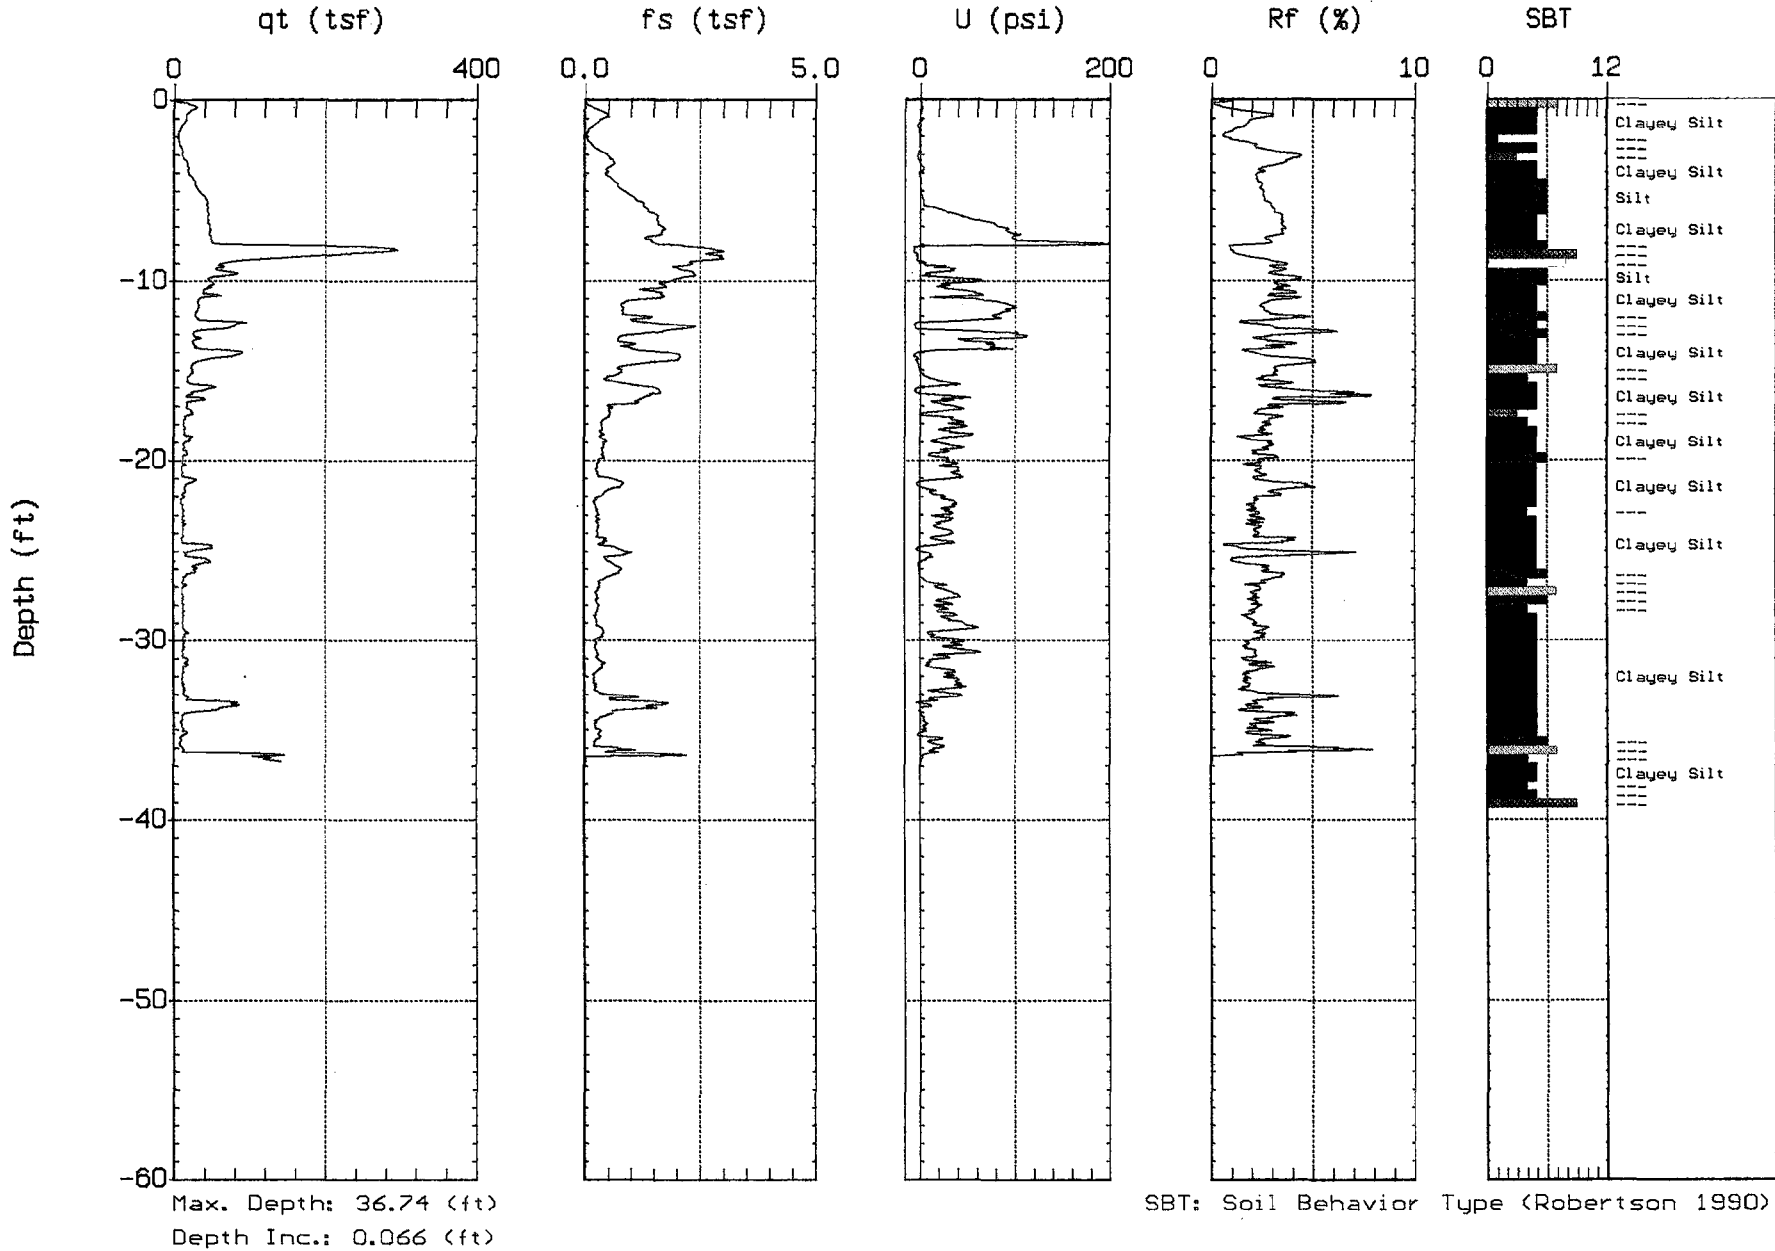 qt (tsf) fs (tsf) U (psi) Rf (%) SBT
0 400 0.0 5.0 0 200 0 10 0 12
0
---
Clayey Silt
---
---
Clayey Silt
Silt
Clayey Silt
---
---
---
-10
Silt
Clayey Silt
---
---
---
Clayey Silt
---
---
Clayey Silt
---
---
Clayey Silt
-20
---
Clayey Silt
---
Clayey Silt
---
---
---
---
---
-30
Clayey Silt
---
---
---
Clayey Silt
---
---
---
-40
-50
-60
Depth (ft)
Max. Depth: 36.74 (ft)
Depth Inc.: 0.066 (ft)
SBT: Soil Behavior Type (Robertson 1990)